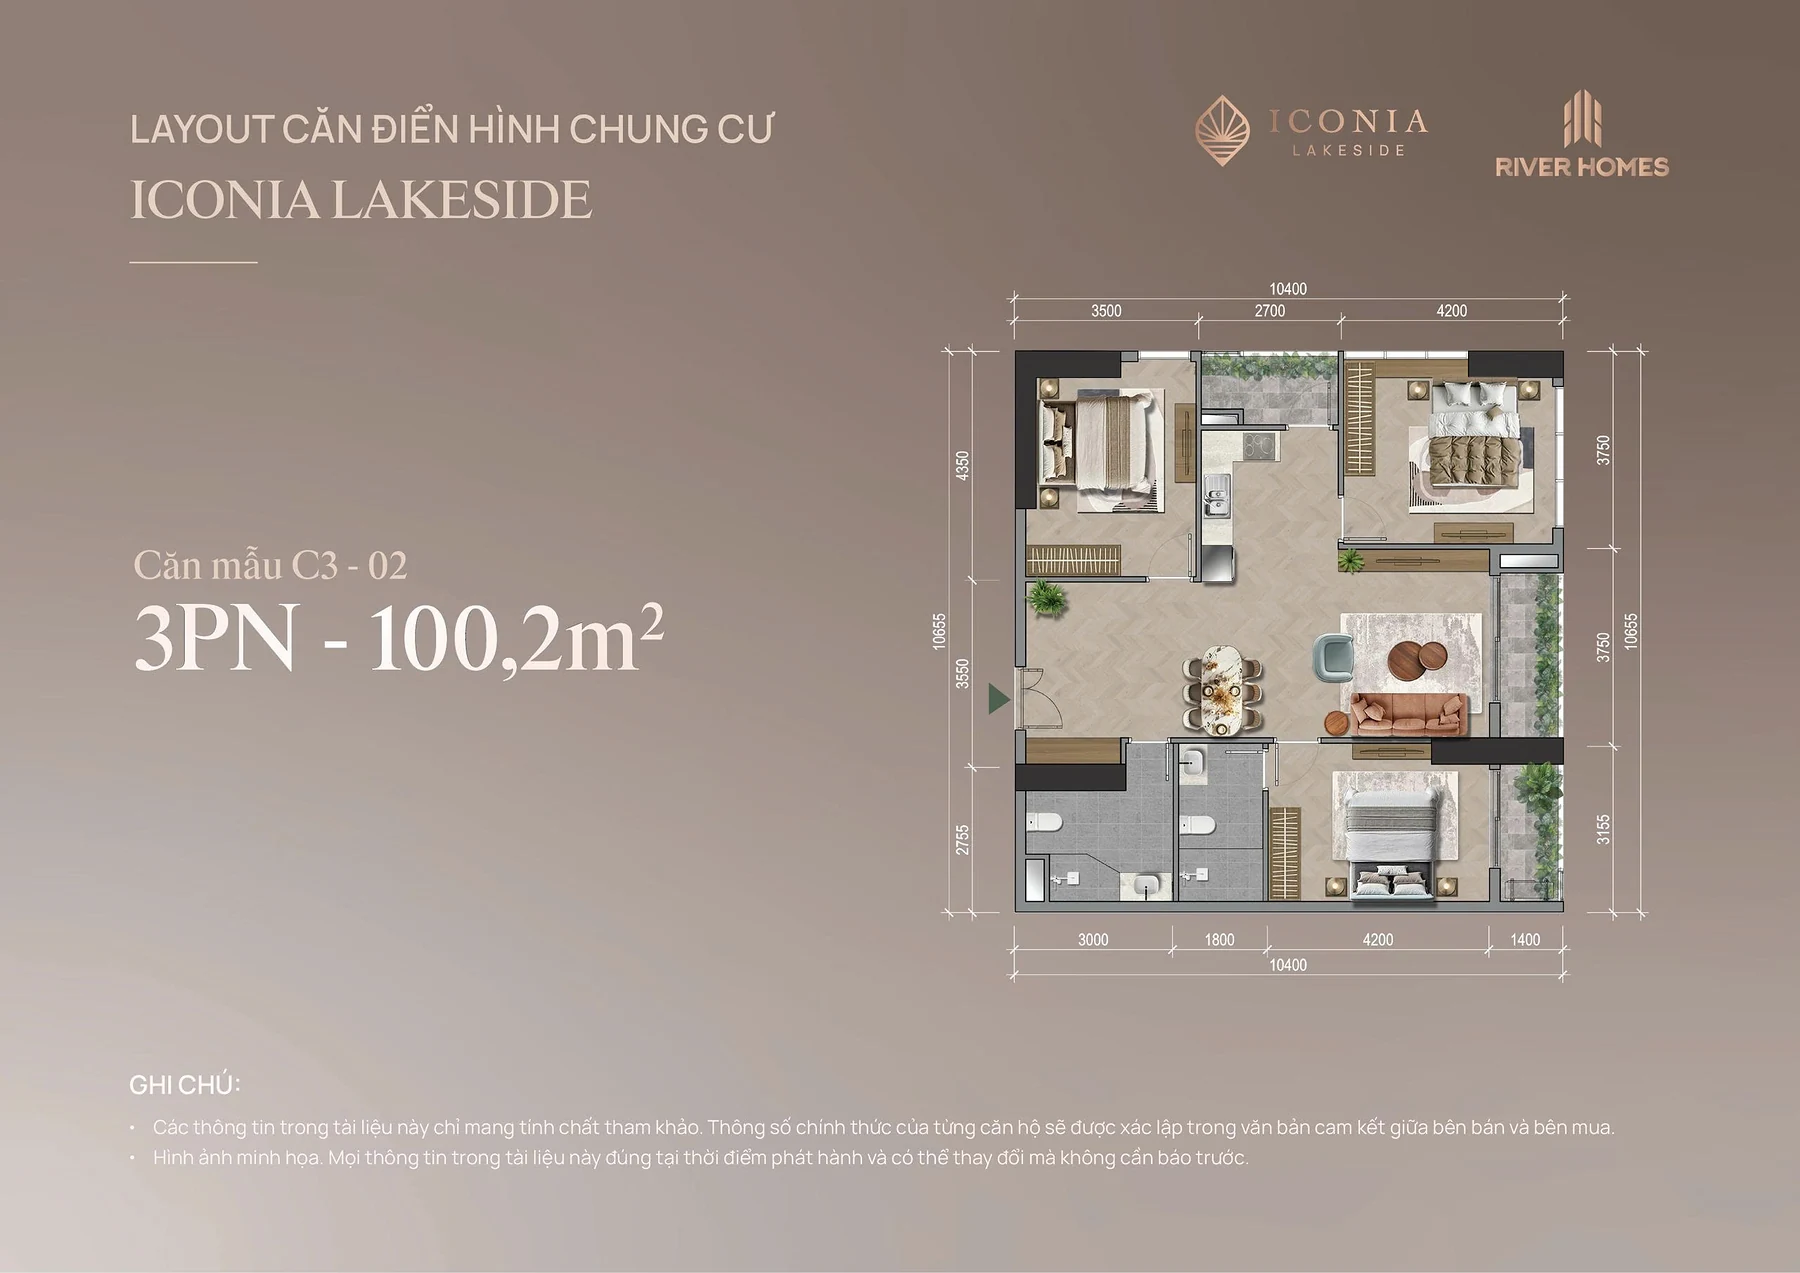 LAYOUT CĂN ĐIỂN HÌNH CHUNG CƯ
ICONIA LAKESIDE
ICONIA
LAKESIDE
RIVER HOMES
Căn mẫu C3 - 02
3PN - 100,2m²
10400
3500
2700
4200
10655
4350
3550
2755
3750
3750
3155
10655
3000
1800
4200
1400
10400
GHI CHÚ:
• Các thông tin trong tài liệu này chỉ mang tính chất tham khảo. Thông số chính thức của từng căn hộ sẽ được xác lập trong văn bản cam kết giữa bên bán và bên mua.
• Hình ảnh minh họa. Mọi thông tin trong tài liệu này đúng tại thời điểm phát hành và có thể thay đổi mà không cần báo trước.